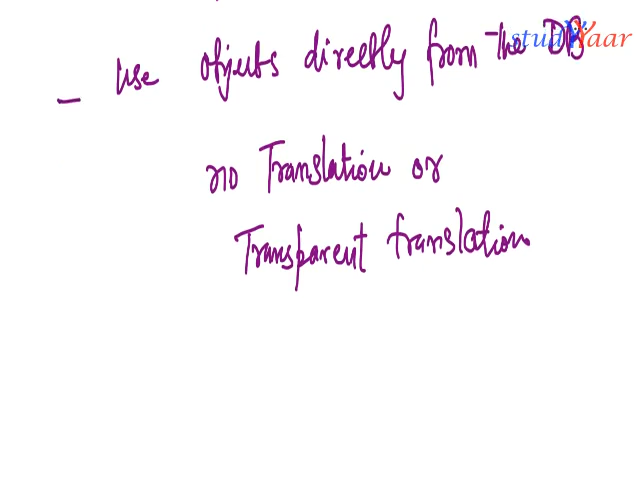 studYaar
- Use objects directly from the DB
no Translation or
Transparent translation